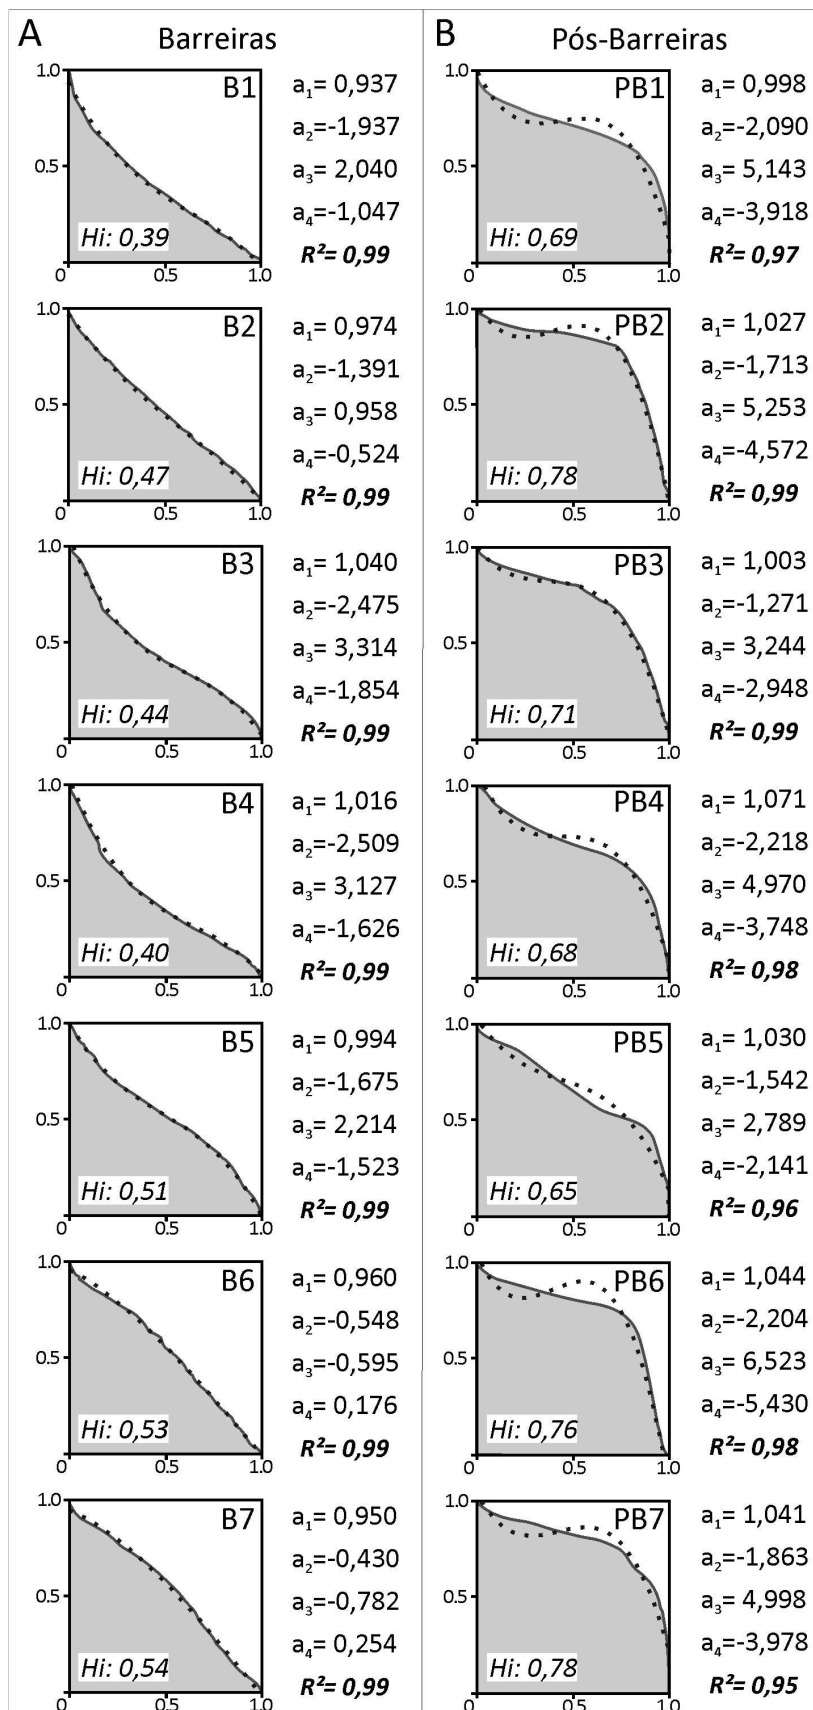 A Barreiras
1.0
B1
0.5
Hi: 0,39
0 0.5 1.0
a₁= 0,937
a₂=-1,937
a₃= 2,040
a₄=-1,047
R²= 0,99
1.0
B2
0.5
Hi: 0,47
0 0.5 1.0
a₁= 0,974
a₂=-1,391
a₃= 0,958
a₄=-0,524
R²= 0,99
1.0
B3
0.5
Hi: 0,44
0 0.5 1.0
a₁= 1,040
a₂=-2,475
a₃= 3,314
a₄=-1,854
R²= 0,99
1.0
B4
0.5
Hi: 0,40
0 0.5 1.0
a₁= 1,016
a₂=-2,509
a₃= 3,127
a₄=-1,626
R²= 0,99
1.0
B5
0.5
Hi: 0,51
0 0.5 1.0
a₁= 0,994
a₂=-1,675
a₃= 2,214
a₄=-1,523
R²= 0,99
1.0
B6
0.5
Hi: 0,53
0 0.5 1.0
a₁= 0,960
a₂=-0,548
a₃=-0,595
a₄= 0,176
R²= 0,99
1.0
B7
0.5
Hi: 0,54
0 0.5 1.0
a₁= 0,950
a₂=-0,430
a₃=-0,782
a₄= 0,254
R²= 0,99
B Pós-Barreiras
1.0
PB1
0.5
Hi: 0,69
0 0.5 1.0
a₁= 0,998
a₂=-2,090
a₃= 5,143
a₄=-3,918
R²= 0,97
1.0
PB2
0.5
Hi: 0,78
0 0.5 1.0
a₁= 1,027
a₂=-1,713
a₃= 5,253
a₄=-4,572
R²= 0,99
1.0
PB3
0.5
Hi: 0,71
0 0.5 1.0
a₁= 1,003
a₂=-1,271
a₃= 3,244
a₄=-2,948
R²= 0,99
1.0
PB4
0.5
Hi: 0,68
0 0.5 1.0
a₁= 1,071
a₂=-2,218
a₃= 4,970
a₄=-3,748
R²= 0,98
1.0
PB5
0.5
Hi: 0,65
0 0.5 1.0
a₁= 1,030
a₂=-1,542
a₃= 2,789
a₄=-2,141
R²= 0,96
1.0
PB6
0.5
Hi: 0,76
0 0.5 1.0
a₁= 1,044
a₂=-2,204
a₃= 6,523
a₄=-5,430
R²= 0,98
1.0
PB7
0.5
Hi: 0,78
0 0.5 1.0
a₁= 1,041
a₂=-1,863
a₃= 4,998
a₄=-3,978
R²= 0,95